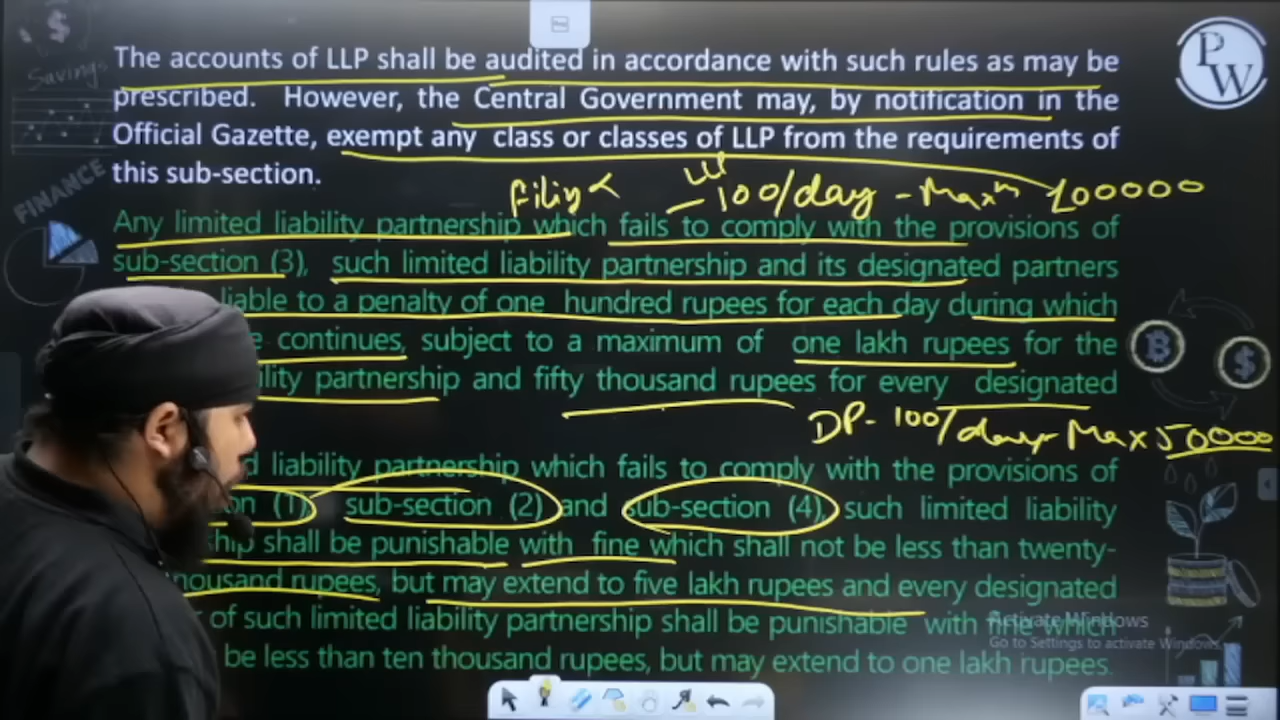 The accounts of LLP shall be audited in accordance with such rules as may be
prescribed. However, the Central Government may, by notification in the
Official Gazette, exempt any class or classes of LLP from the requirements of
this sub-section.
Filing LLP - 100/day - Maxm 100000
Any limited liability partnership which fails to comply with the provisions of
sub-section (3), such limited liability partnership and its designated partners
liable to a penalty of one hundred rupees for each day during which
continues, subject to a maximum of one lakh rupees for the
partnership and fifty thousand rupees for every designated
DP - 100/day - Max 50000
liability partnership which fails to comply with the provisions of
(1), sub-section (2) and sub-section (4), such limited liability
shall be punishable with fine which shall not be less than twenty-
rupees, but may extend to five lakh rupees and every designated
of such limited liability partnership shall be punishable with fine which
be less than ten thousand rupees, but may extend to one lakh rupees.
PW
Savings
FINANCE
Activate Windows
Go to Settings to activate Windows.